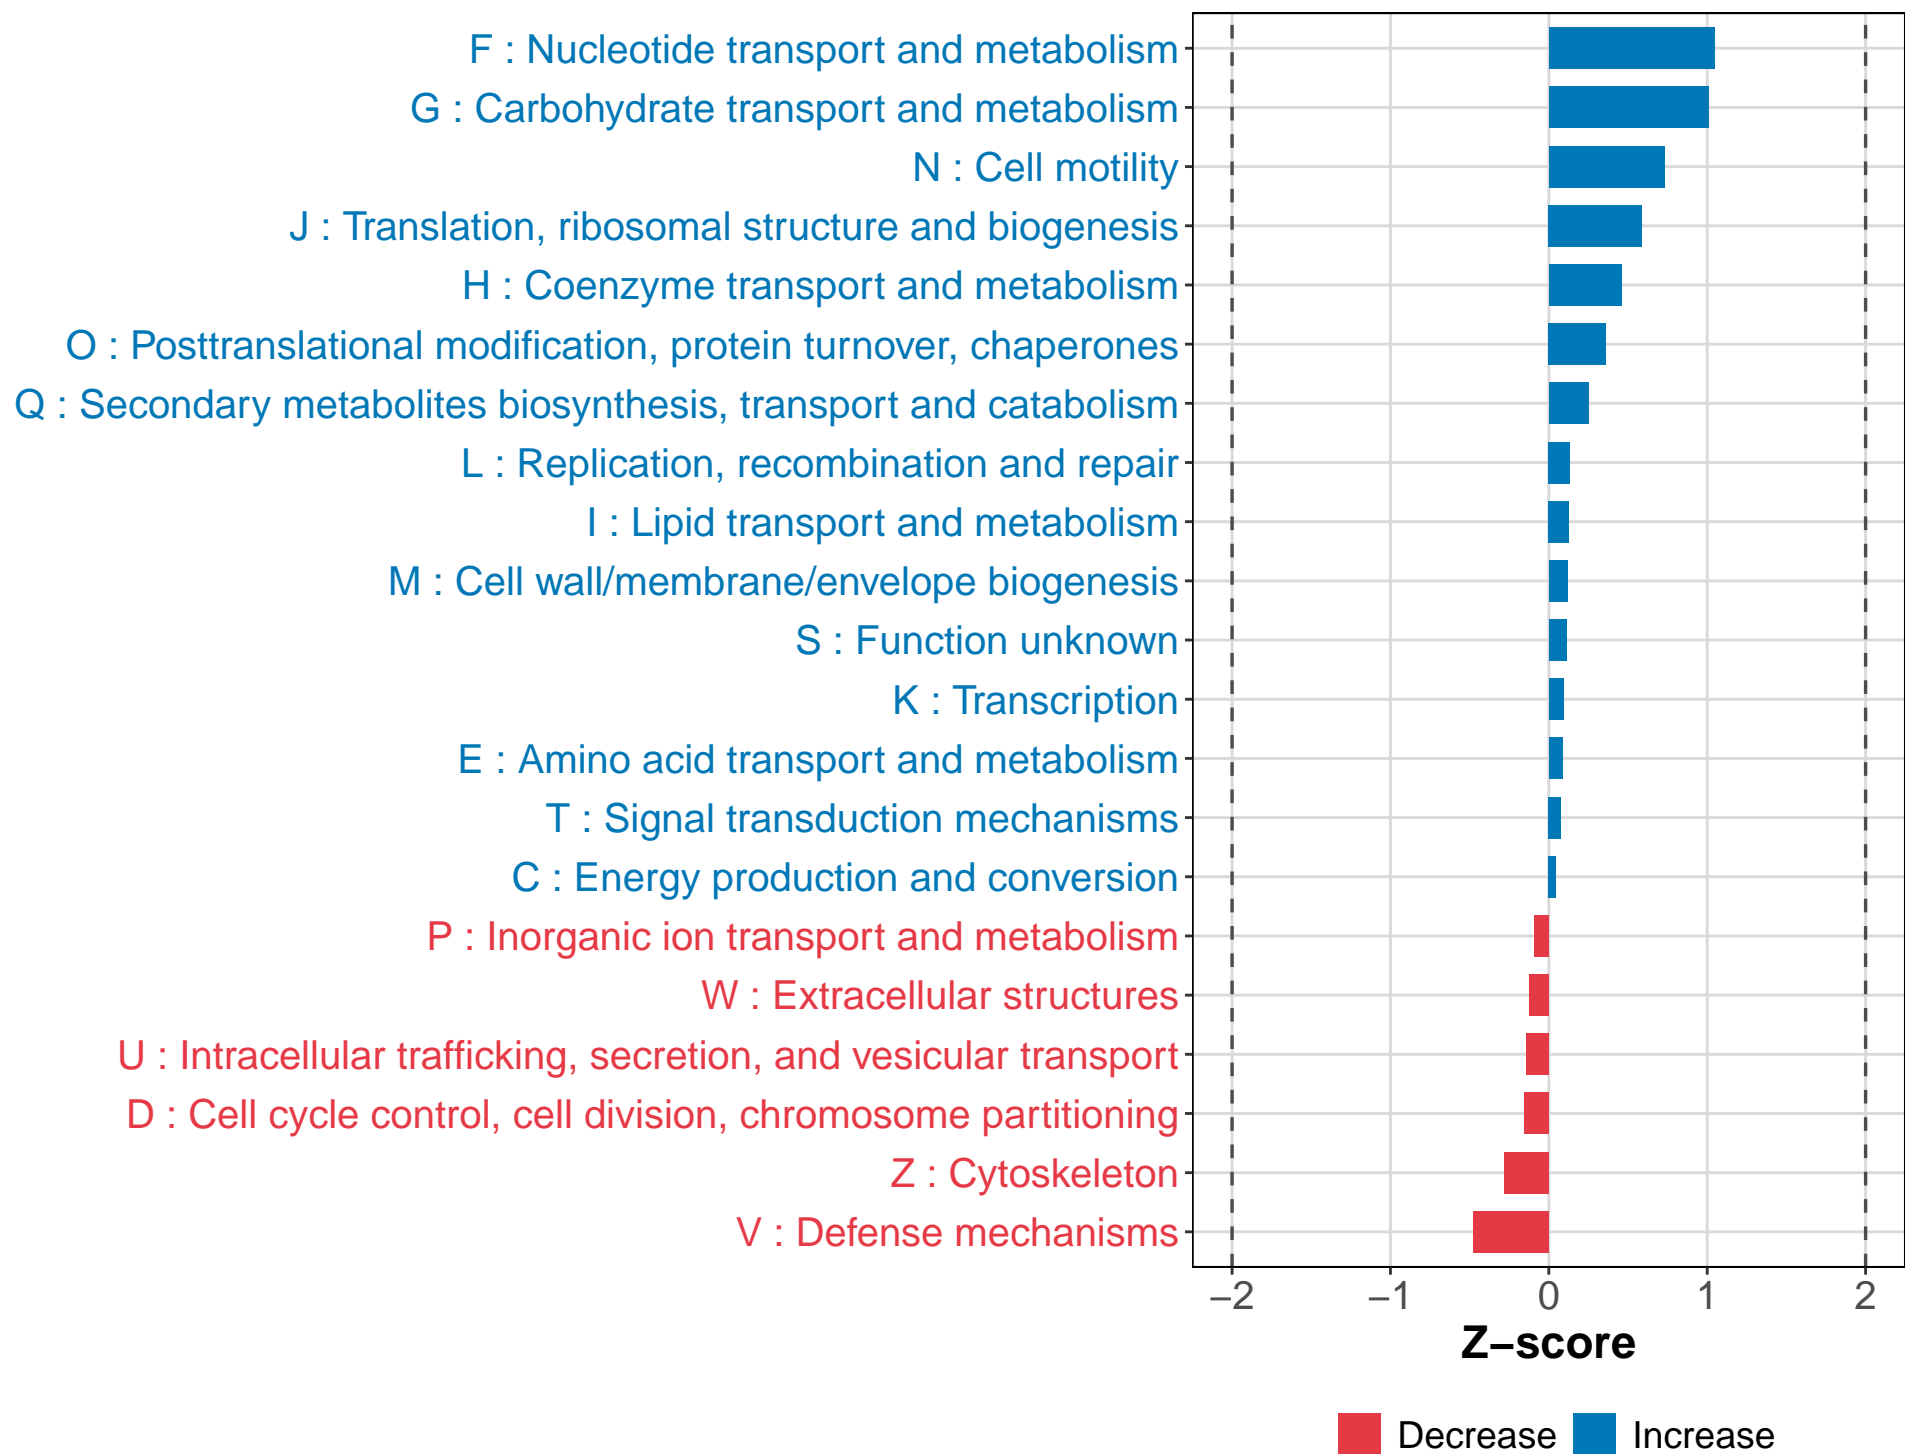 F : Nucleotide transport and metabolism
G : Carbohydrate transport and metabolism
N : Cell motility
J : Translation, ribosomal structure and biogenesis
H : Coenzyme transport and metabolism
O : Posttranslational modification, protein turnover, chaperones
Q : Secondary metabolites biosynthesis, transport and catabolism
L : Replication, recombination and repair
I : Lipid transport and metabolism
M : Cell wall/membrane/envelope biogenesis
S : Function unknown
K : Transcription
E : Amino acid transport and metabolism
T : Signal transduction mechanisms
C : Energy production and conversion
P : Inorganic ion transport and metabolism
W : Extracellular structures
U : Intracellular trafficking, secretion, and vesicular transport
D : Cell cycle control, cell division, chromosome partitioning
Z : Cytoskeleton
V : Defense mechanisms
−2 −1 0 1 2
Z−score
Decrease Increase